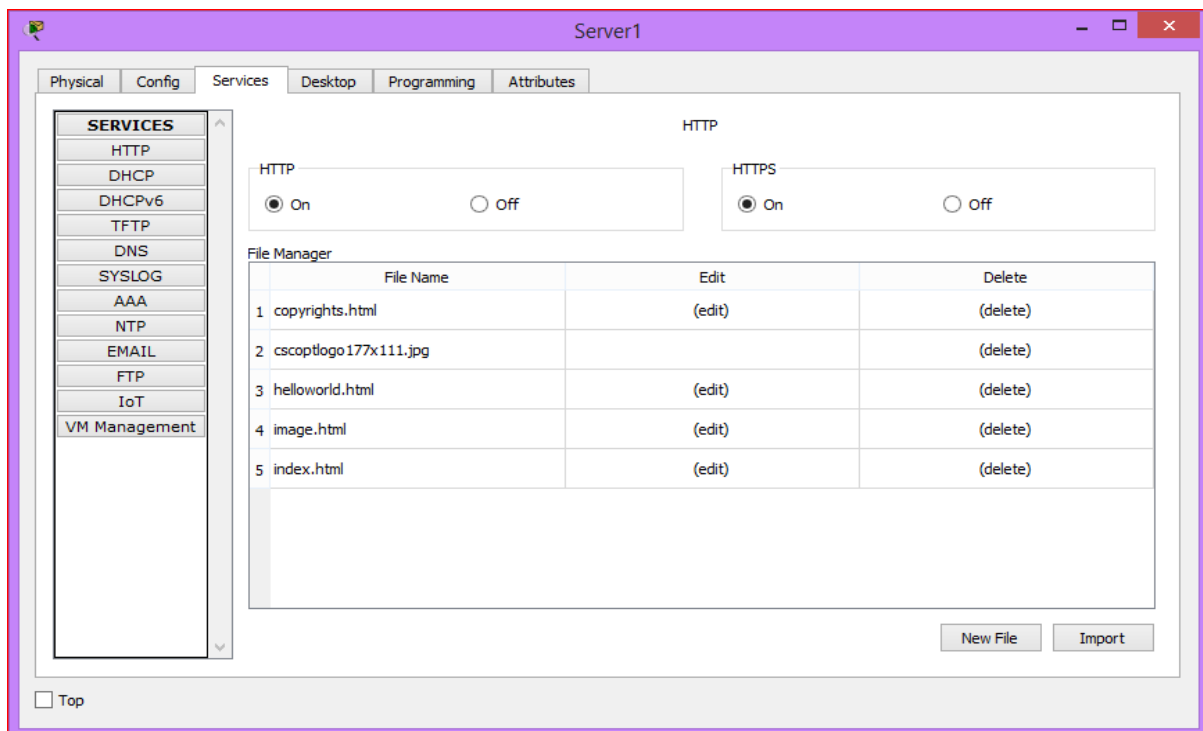 Server1
Physical Config Services Desktop Programming Attributes
SERVICES
HTTP
DHCP
DHCPv6
TFTP
DNS
SYSLOG
AAA
NTP
EMAIL
FTP
IoT
VM Management
HTTP
HTTP
On Off
HTTPS
On Off
File Manager
File Name Edit Delete
1 copyrights.html (edit) (delete)
2 cscoptlogo177x111.jpg (delete)
3 helloworld.html (edit) (delete)
4 image.html (edit) (delete)
5 index.html (edit) (delete)
New File Import
Top